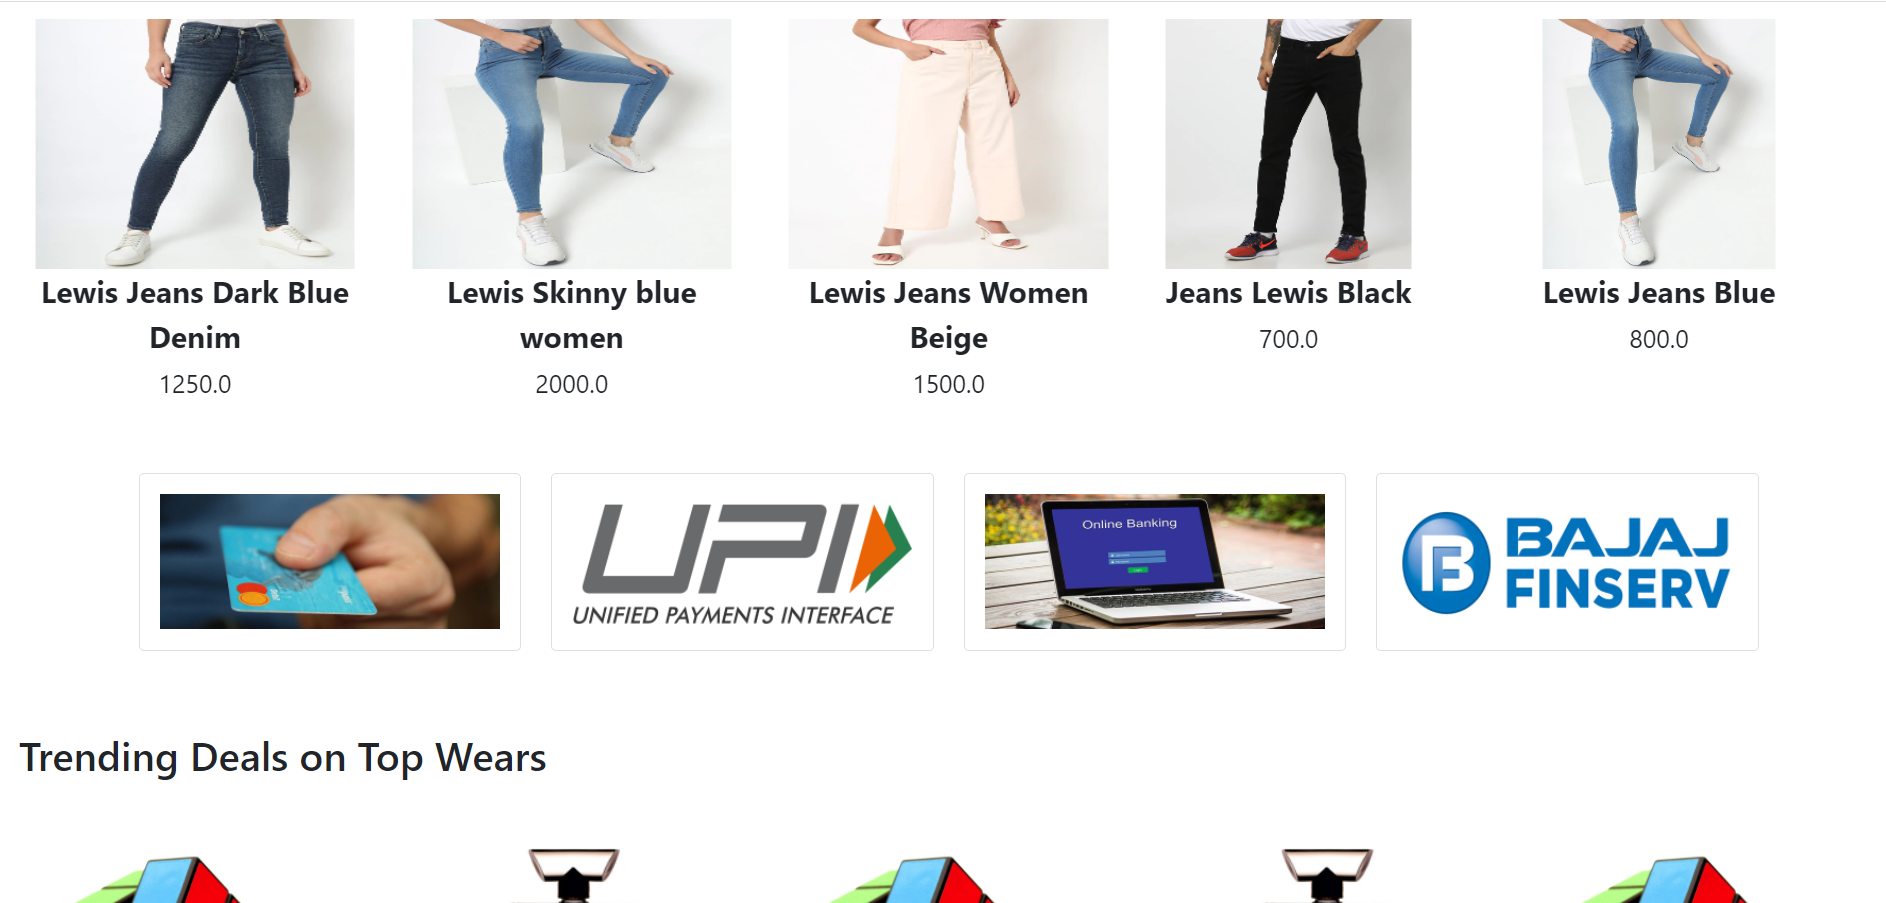 Lewis Jeans Dark Blue
Denim
1250.0
Lewis Skinny blue
women
2000.0
Lewis Jeans Women
Beige
1500.0
Jeans Lewis Black
700.0
Lewis Jeans Blue
800.0
UPI
UNIFIED PAYMENTS INTERFACE
Online Banking
BAJAJ
FINSERV
Trending Deals on Top Wears